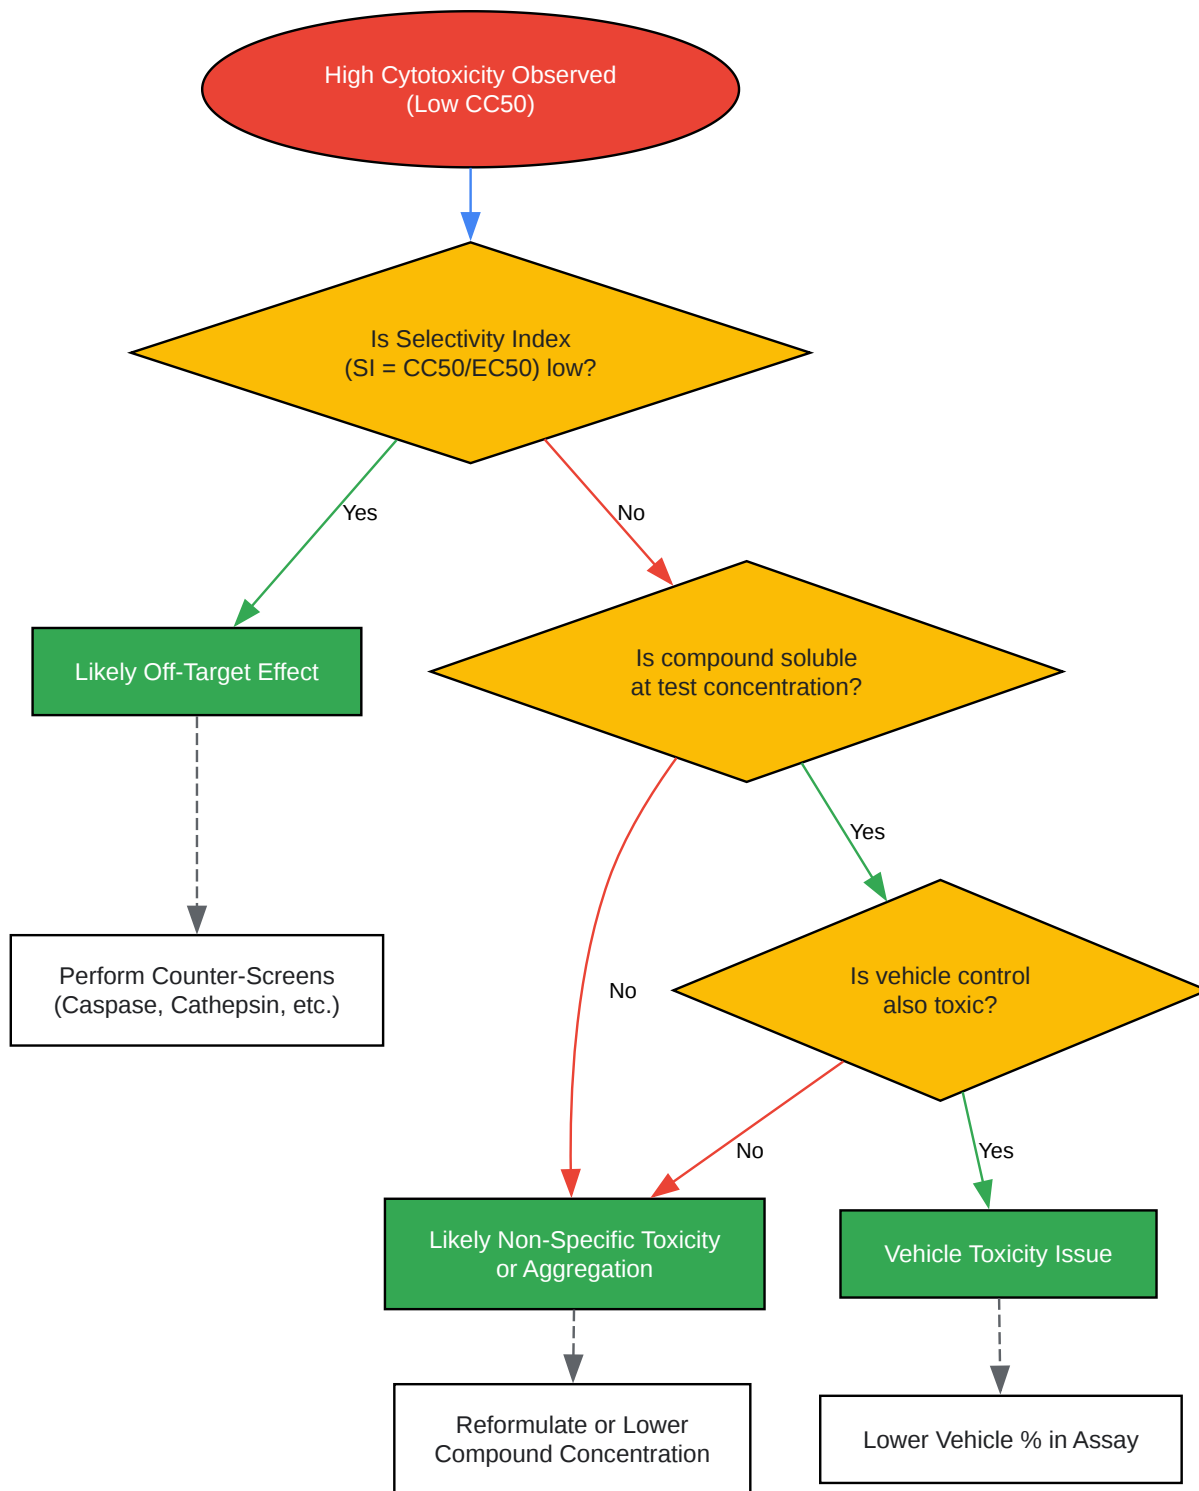 High Cytotoxicity Observed
(Low CC50)
Is Selectivity Index
(SI = CC50/EC50) low?
Yes
No
Likely Off-Target Effect
Is compound soluble
at test concentration?
Yes
Perform Counter-Screens
(Caspase, Cathepsin, etc.)
No
Is vehicle control
also toxic?
No
Yes
Likely Non-Specific Toxicity
or Aggregation
Vehicle Toxicity Issue
Reformulate or Lower
Compound Concentration
Lower Vehicle % in Assay